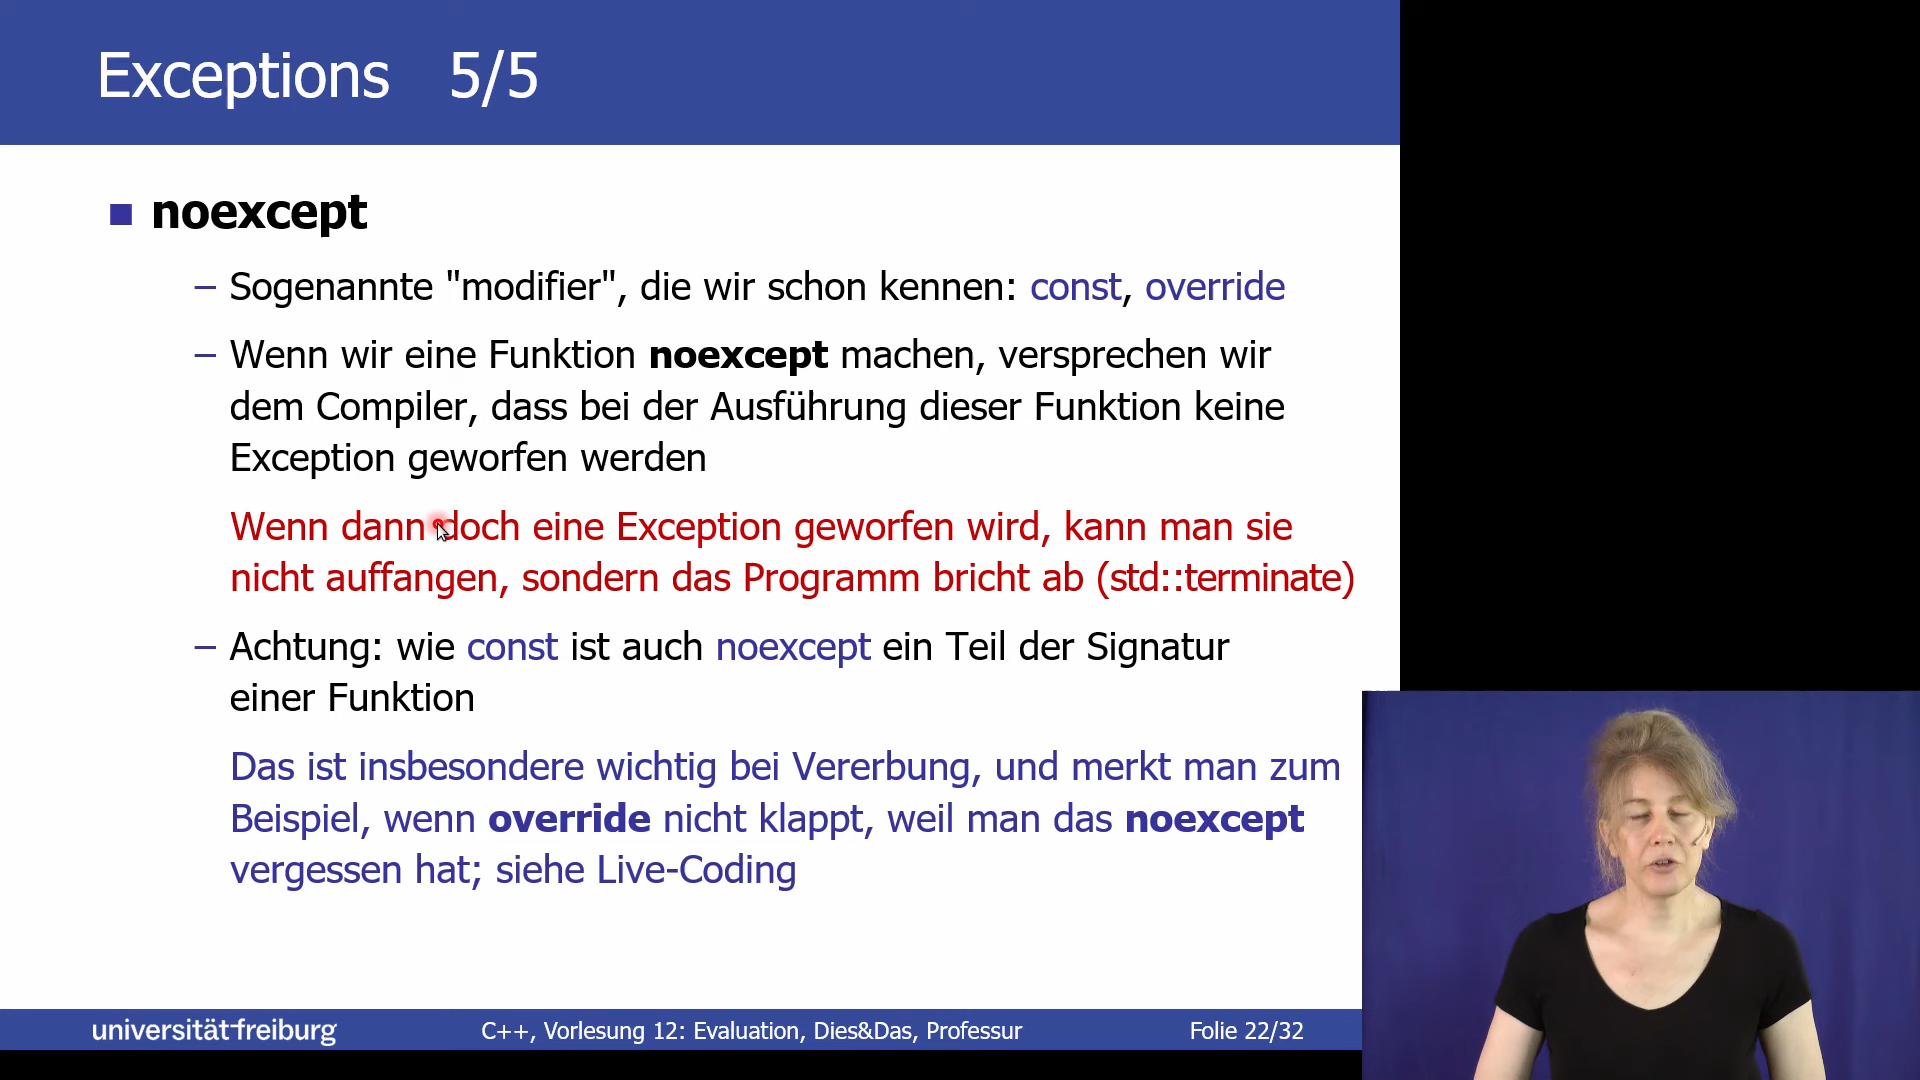 Exceptions 5/5
noexcept
– Sogenannte "modifier", die wir schon kennen: const, override
– Wenn wir eine Funktion noexcept machen, versprechen wir
dem Compiler, dass bei der Ausführung dieser Funktion keine
Exception geworfen werden
Wenn dann doch eine Exception geworfen wird, kann man sie
nicht auffangen, sondern das Programm bricht ab (std::terminate)
– Achtung: wie const ist auch noexcept ein Teil der Signatur
einer Funktion
Das ist insbesondere wichtig bei Vererbung, und merkt man zum
Beispiel, wenn override nicht klappt, weil man das noexcept
vergessen hat; siehe Live-Coding
universität freiburg
C++, Vorlesung 12: Evaluation, Dies&Das, Professur
Folie 22/32